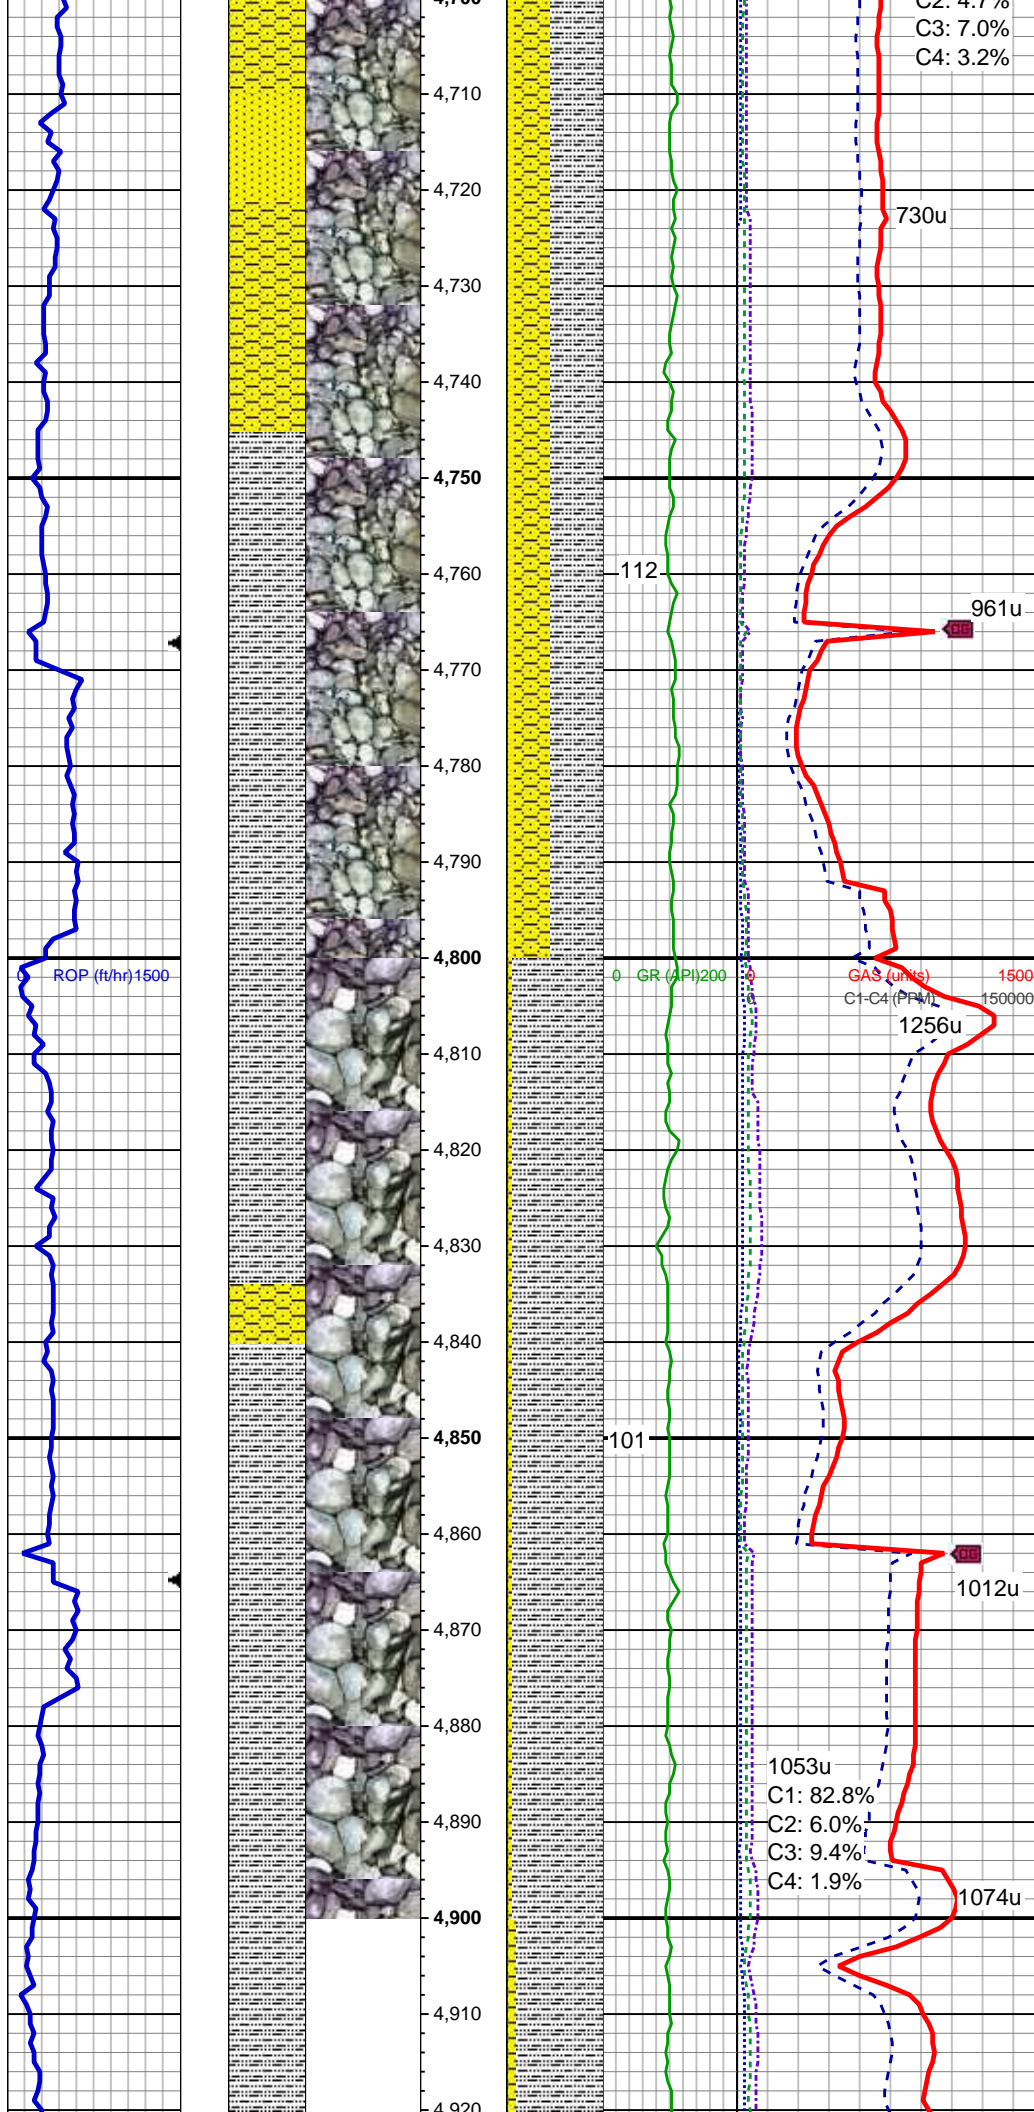 4,700
C2: 4.7%
C3: 7.0%
C4: 3.2%
4,710
4,720
730u
4,730
4,740
4,750
4,760
112
961u
DG
4,770
4,780
4,790
4,800
0 ROP (ft/hr)1500
0 GR (API)200
0 GAS (units) 1500
0 C1-C4 (PPM) 150000
1256u
4,810
4,820
4,830
4,840
4,850
101
4,860
DG
1012u
4,870
4,880
1053u
C1: 82.8%
4,890
C2: 6.0%
C3: 9.4%
C4: 1.9%
1074u
4,900
4,910
4,920